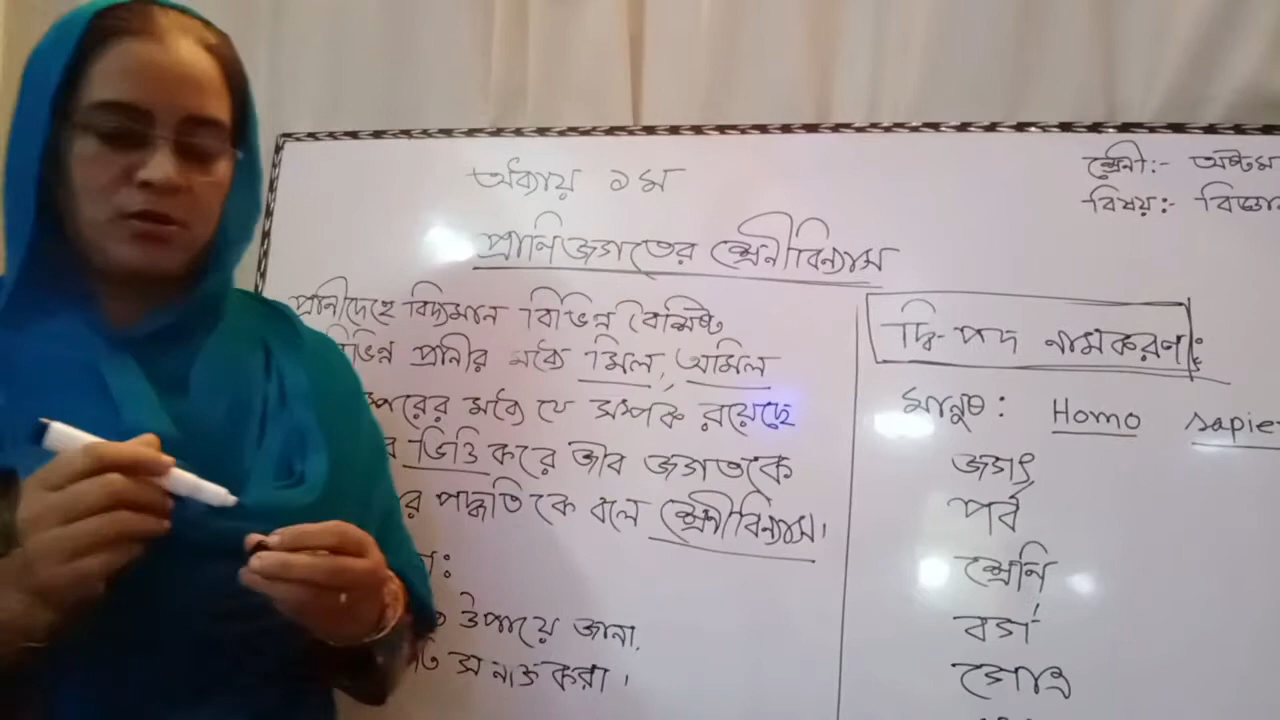 অধ্যায় ১ম
শ্রেনী:- অষ্টম
বিষয়:-
প্রানিজগতের শ্রেনীবিন্যাস
প্রানীদেহে বিদ্যমান বিভিন্ন বৈশিষ্ট
প্রানীর মধ্যে মিল, অমিল
মধ্যে যে সম্পর্ক রয়েছে
ভিত্তি করে জীব জগতকে
পদ্ধতি কে বলে শ্রেনীবিন্যাস।
উপায়ে জানা,
সনাক্ত করা।
দ্বি-পদ নামকরণ:
মানুষ: Homo
জগৎ
পর্ব
শ্রেনি
বর্গ
গোত্র